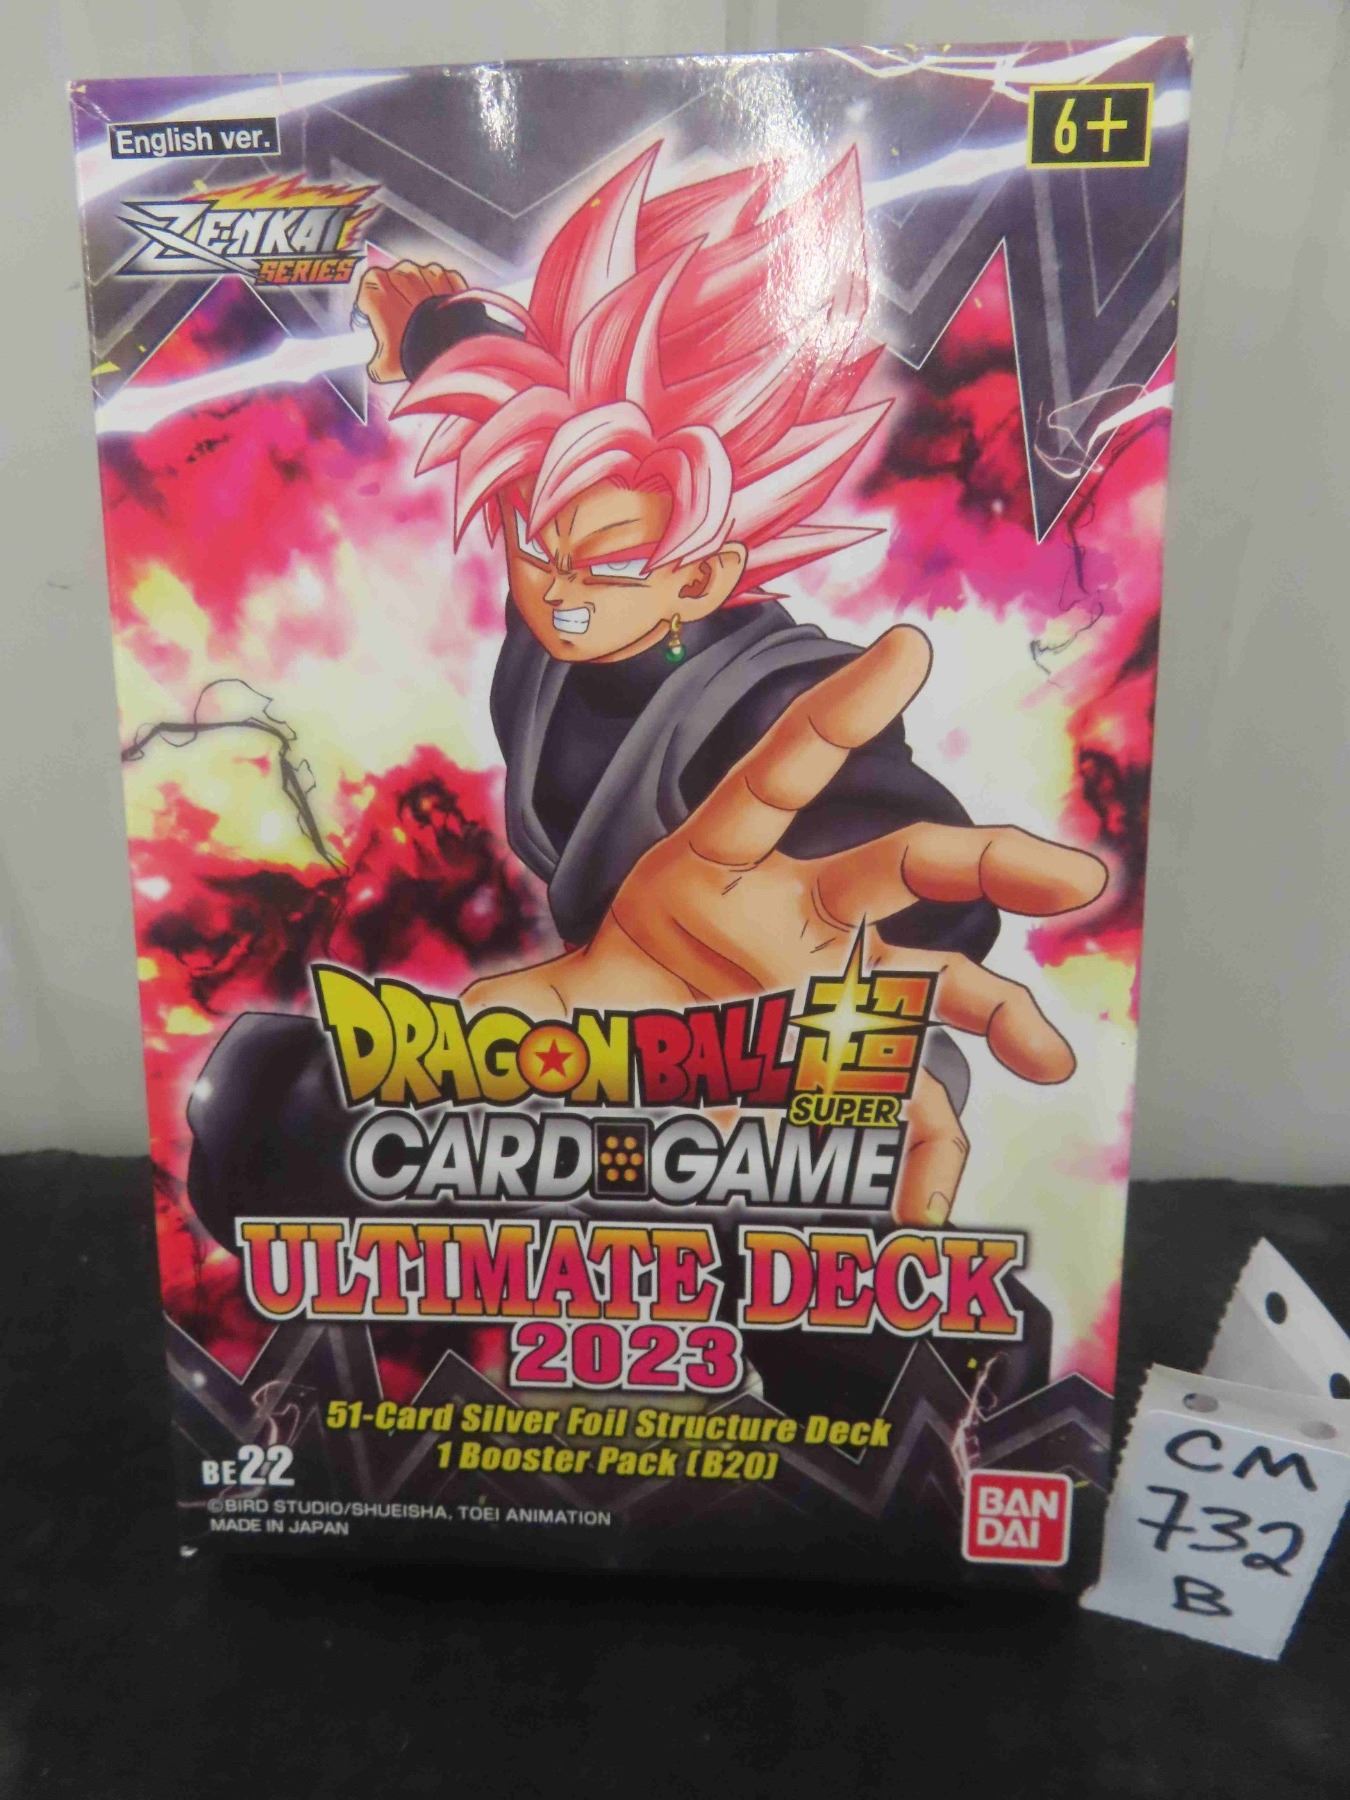 English ver.
6+
ZENKAI
SERIES
DRAGON BALL 超
SUPER
CARD GAME
ULTIMATE DECK
2023
51-Card Silver Foil Structure Deck
1 Booster Pack [B20]
BE22
©BIRD STUDIO/SHUEISHA, TOEI ANIMATION
MADE IN JAPAN
BAN
DAI
CM
732
B